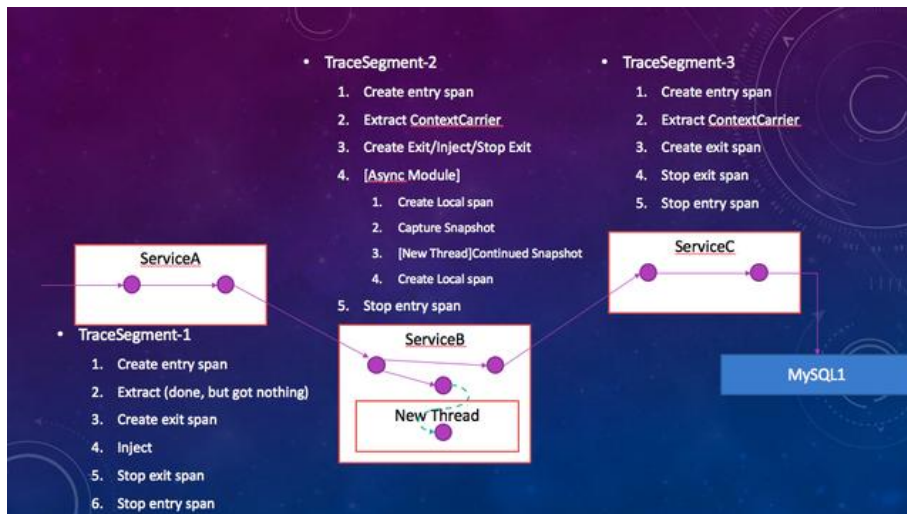 • TraceSegment-2
1. Create entry span
2. Extract ContextCarrier
3. Create Exit/Inject/Stop Exit
4. [Async Module]
1. Create Local span
2. Capture Snapshot
3. [New Thread]Continued Snapshot
4. Create Local span
5. Stop entry span
• TraceSegment-3
1. Create entry span
2. Extract ContextCarrier
3. Create exit span
4. Stop exit span
5. Stop entry span
ServiceA
• TraceSegment-1
1. Create entry span
2. Extract (done, but got nothing)
3. Create exit span
4. Inject
5. Stop exit span
6. Stop entry span
ServiceB
New Thread
ServiceC
MySQL1